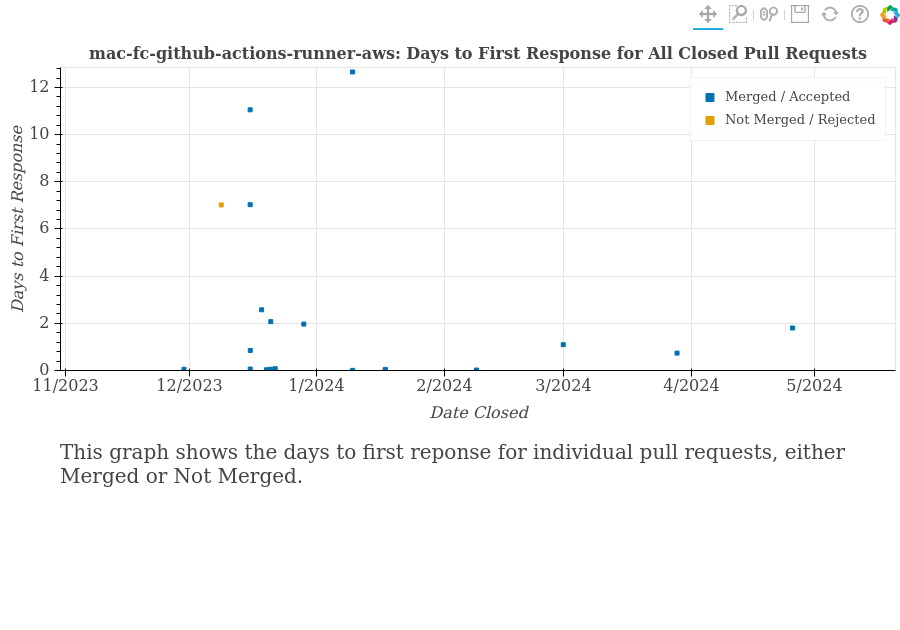 mac-fc-github-actions-runner-aws: Days to First Response for All Closed Pull Requests
Merged / Accepted
Not Merged / Rejected
Days to First Response
12
10
8
6
4
2
0
11/2023 12/2023 1/2024 2/2024 3/2024 4/2024 5/2024
Date Closed
This graph shows the days to first reponse for individual pull requests, either
Merged or Not Merged.